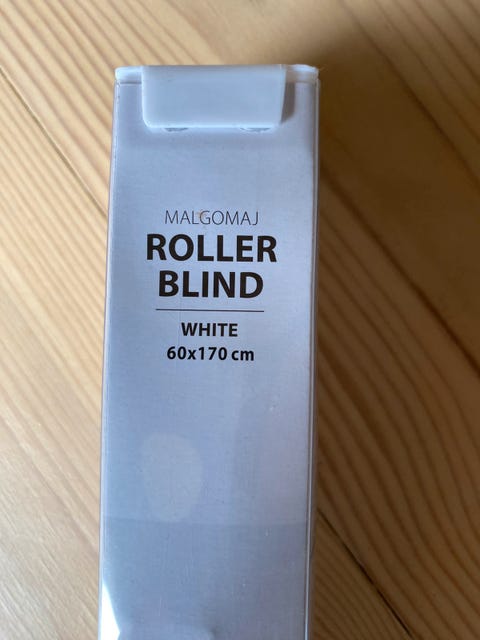 MALGOMAJ
ROLLER
BLIND
WHITE
60x170 cm